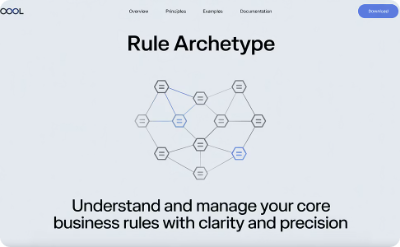 OOOL
Overview Principles Examples Documentation Download
Rule Archetype
Understand and manage your core
business rules with clarity and precision